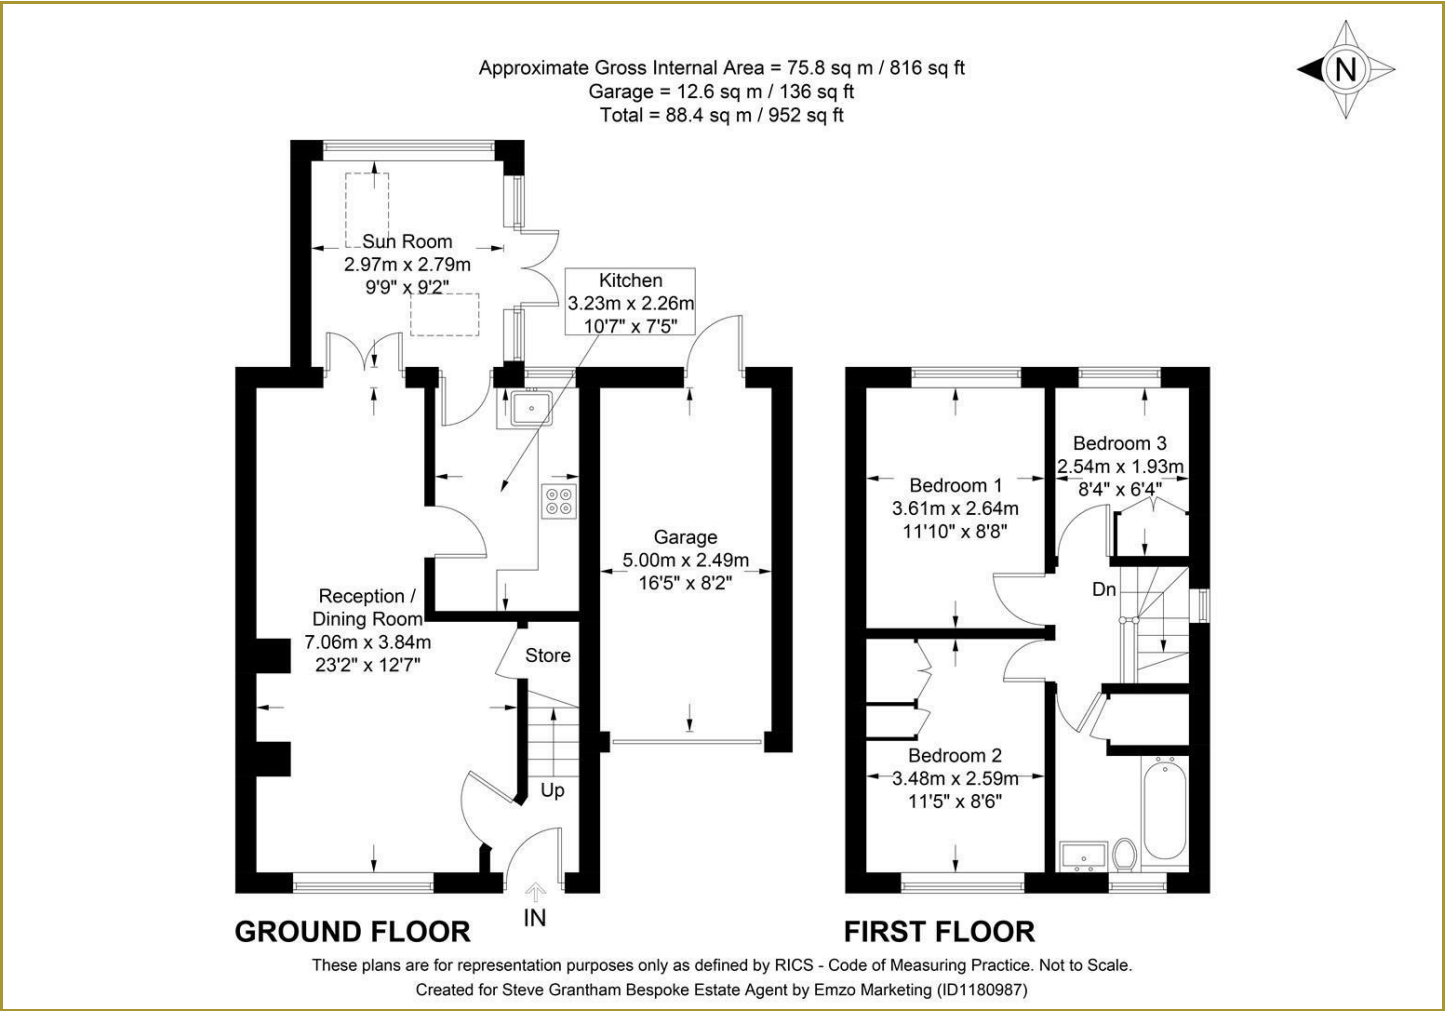 Approximate Gross Internal Area = 75.8 sq m / 816 sq ft
Garage = 12.6 sq m / 136 sq ft
Total = 88.4 sq m / 952 sq ft
N
Sun Room
2.97m x 2.79m
9'9" x 9'2"
Kitchen
3.23m x 2.26m
10'7" x 7'5"
Reception /
Dining Room
7.06m x 3.84m
23'2" x 12'7"
Store
Up
IN
Garage
5.00m x 2.49m
16'5" x 8'2"
GROUND FLOOR
Bedroom 1
3.61m x 2.64m
11'10" x 8'8"
Bedroom 3
2.54m x 1.93m
8'4" x 6'4"
Dn
Bedroom 2
3.48m x 2.59m
11'5" x 8'6"
FIRST FLOOR
These plans are for representation purposes only as defined by RICS - Code of Measuring Practice. Not to Scale.
Created for Steve Grantham Bespoke Estate Agent by Emzo Marketing (ID1180987)